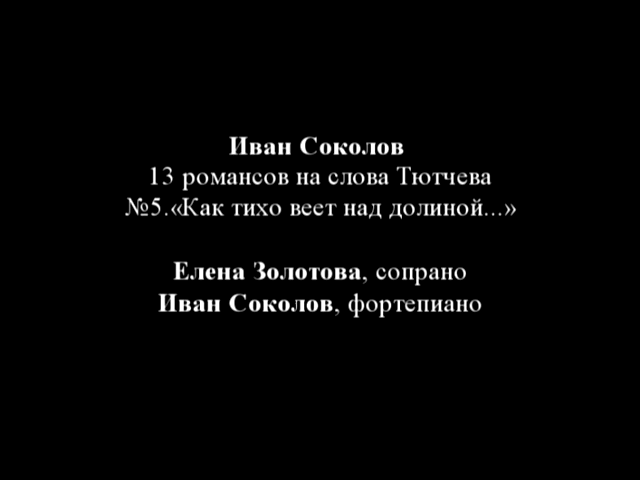 Иван Соколов
13 романсов на слова Тютчева
№5.«Как тихо веет над долиной...»
Елена Золотова, сопрано
Иван Соколов, фортепиано